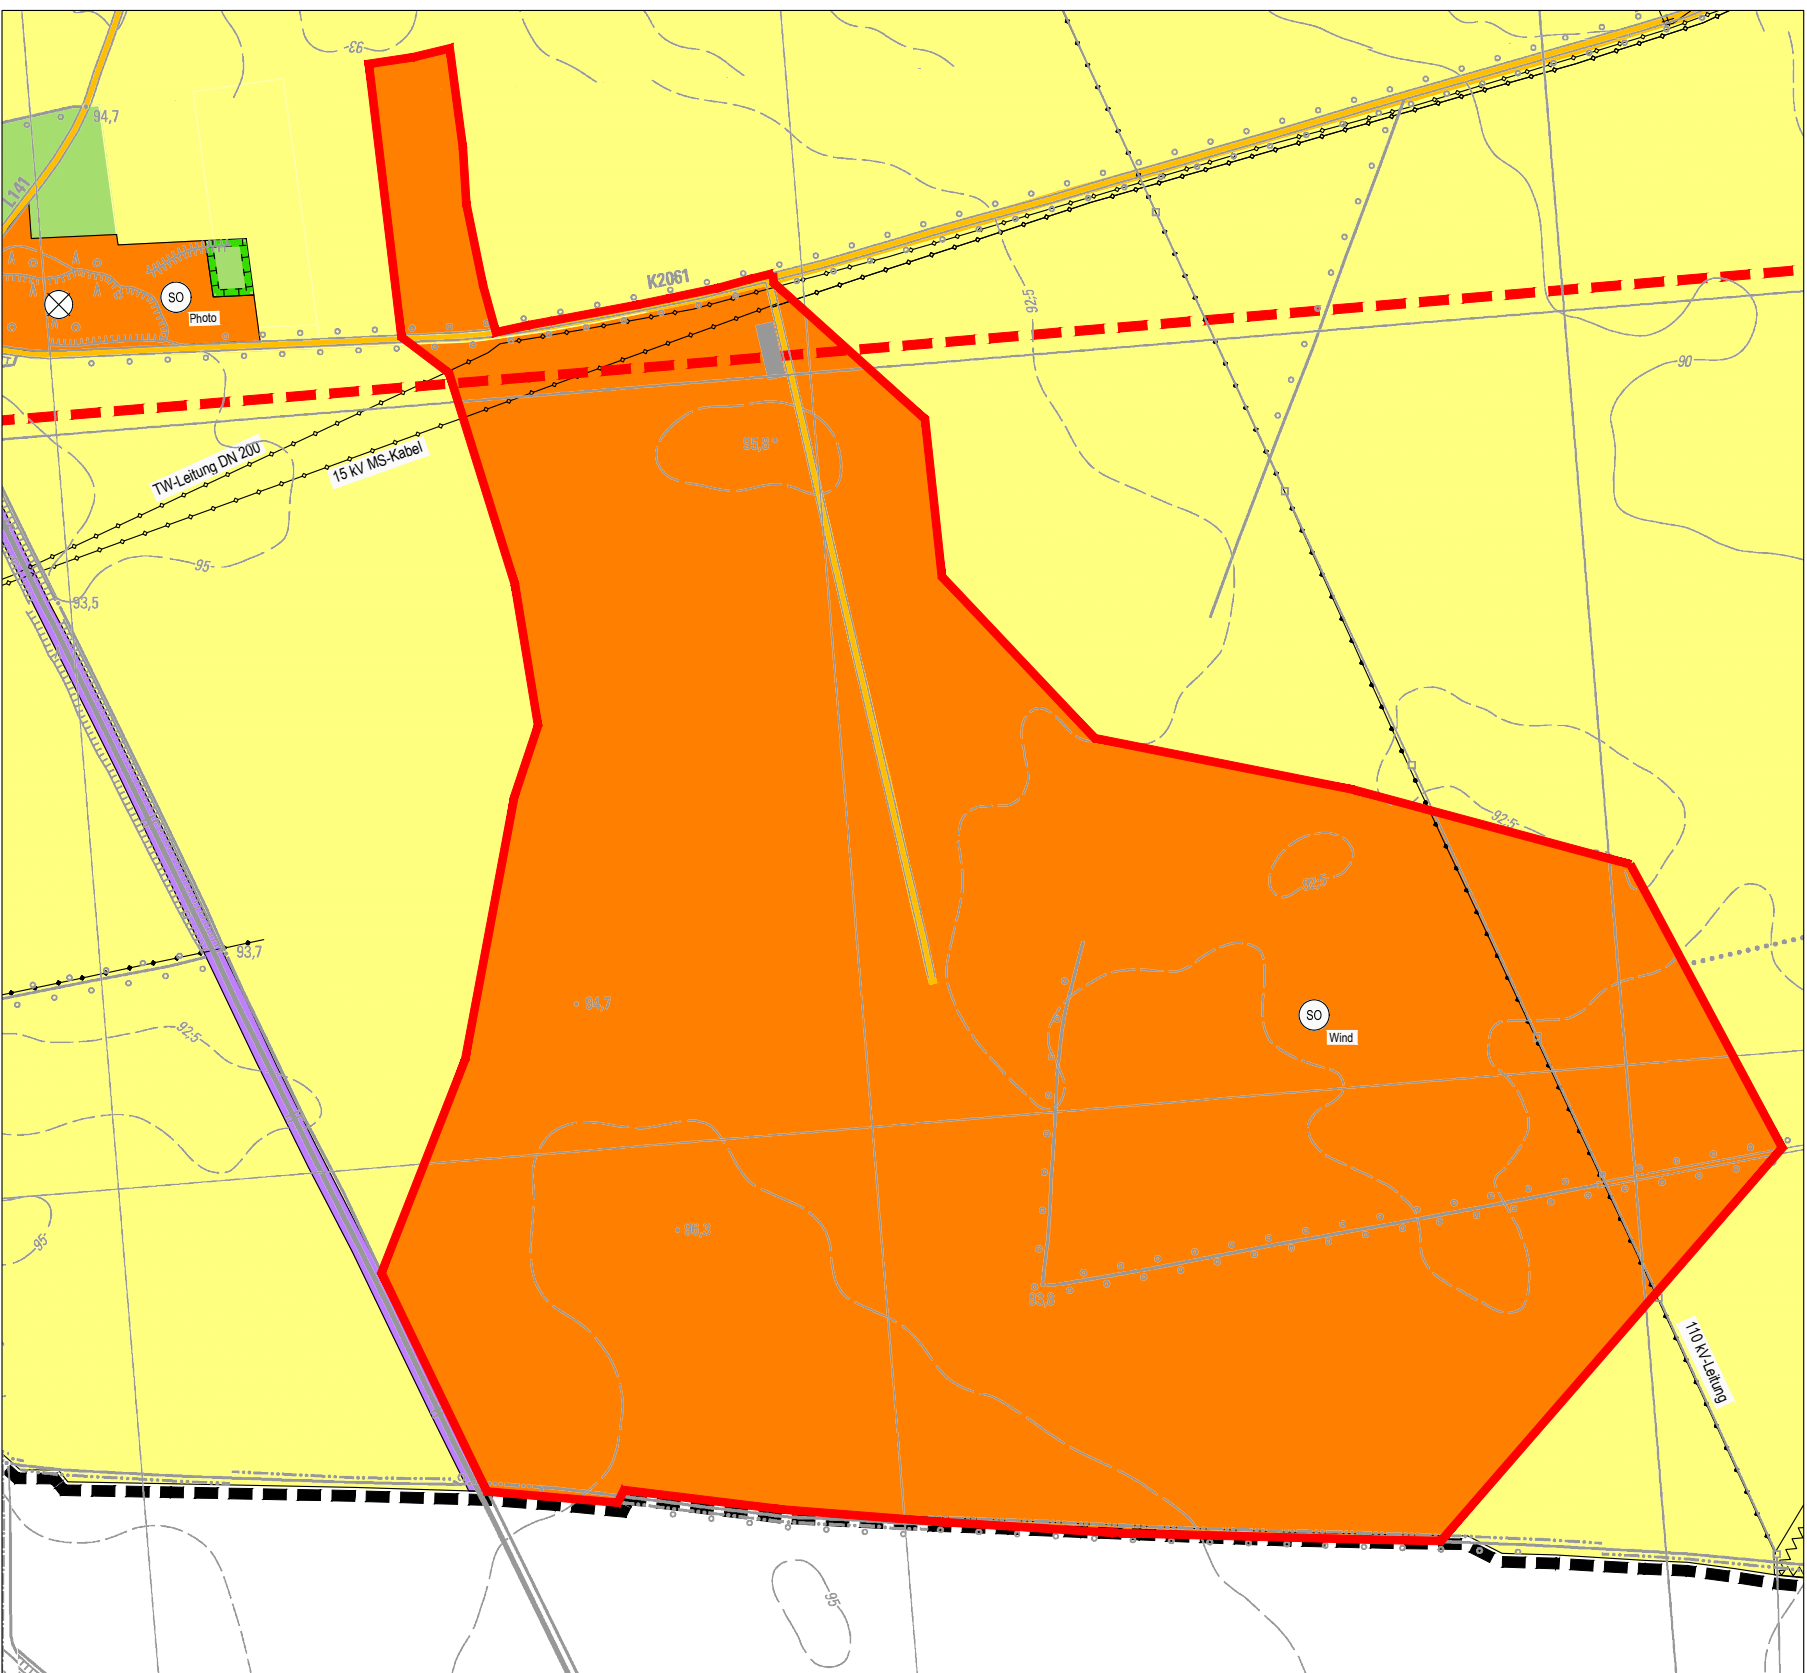 -93-
94,7
L141
K2061
SO
Photo
92;5
90
TW-Leitung DN 200
15 kV MS-Kabel
95,8
-95-
93,5
92:5-
92:5
93,7
94,7
92;5
SO
Wind
95
93,8
110 kV-Leitung
95